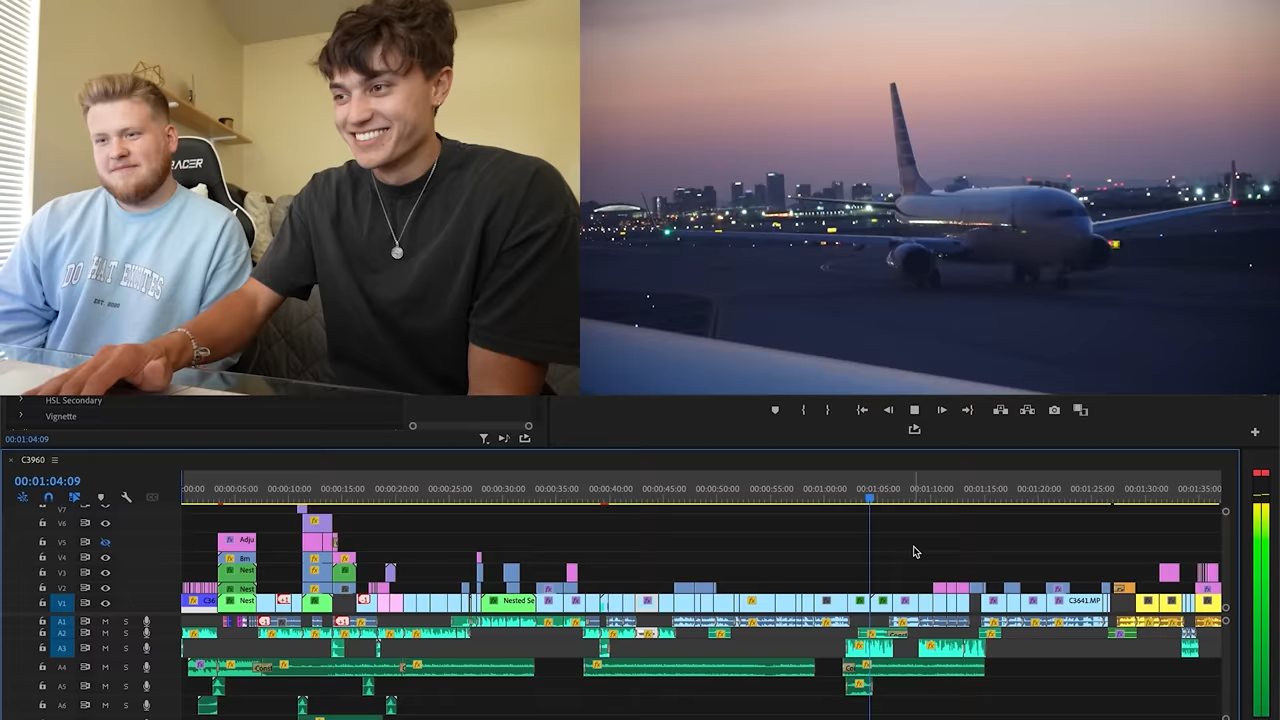 RACER
EST. 2020
HSL Secondary
Vignette
00:01:04:09
× C3960
00:01:04:09
:00:00 00:00:05:00 00:00:10:00 00:00:15:00 00:00:20:00 00:00:25:00 00:00:30:00 00:00:35:00 00:00:40:00 00:00:45:00 00:00:50:00 00:00:55:00 00:01:00:00 00:01:05:00 00:01:10:00 00:01:15:00 00:01:20:00 00:01:25:00 00:01:30:00 00:01:35:00
V7
V6
V5 Adju
V4 Bm
V3 Nest
V2 Nest
V1 C36 Nest Nested Se C3641.MP
A1 M S
A2 M S
A3 M S
A4 M S
A5 M S
A6 M S